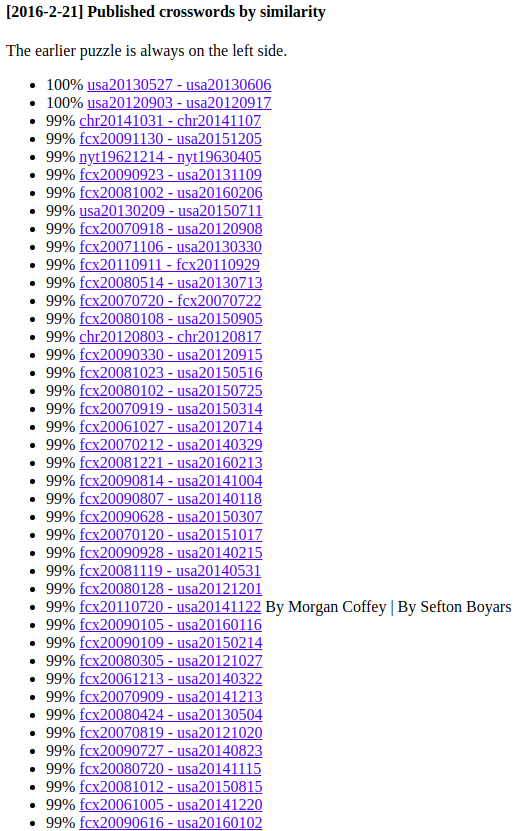 [2016-2-21] Published crosswords by similarity
The earlier puzzle is always on the left side.
100% usa20130527 - usa20130606
100% usa20120903 - usa20120917
99% chr20141031 - chr20141107
99% fcx20091130 - usa20151205
99% nyt19621214 - nyt19630405
99% fcx20090923 - usa20131109
99% fcx20081002 - usa20160206
99% usa20130209 - usa20150711
99% fcx20070918 - usa20120908
99% fcx20071106 - usa20130330
99% fcx20110911 - fcx20110929
99% fcx20080514 - usa20130713
99% fcx20070720 - fcx20070722
99% fcx20080108 - usa20150905
99% chr20120803 - chr20120817
99% fcx20090330 - usa20120915
99% fcx20081023 - usa20150516
99% fcx20080102 - usa20150725
99% fcx20070919 - usa20150314
99% fcx20061027 - usa20120714
99% fcx20070212 - usa20140329
99% fcx20081221 - usa20160213
99% fcx20090814 - usa20141004
99% fcx20090807 - usa20140118
99% fcx20090628 - usa20150307
99% fcx20070120 - usa20151017
99% fcx20090928 - usa20140215
99% fcx20081119 - usa20140531
99% fcx20080128 - usa20121201
99% fcx20110720 - usa20141122 By Morgan Coffey | By Sefton Boyars
99% fcx20090105 - usa20160116
99% fcx20090109 - usa20150214
99% fcx20080305 - usa20121027
99% fcx20061213 - usa20140322
99% fcx20070909 - usa20141213
99% fcx20080424 - usa20130504
99% fcx20070819 - usa20121020
99% fcx20090727 - usa20140823
99% fcx20080720 - usa20141115
99% fcx20081012 - usa20150815
99% fcx20061005 - usa20141220
99% fcx20090616 - usa20160102